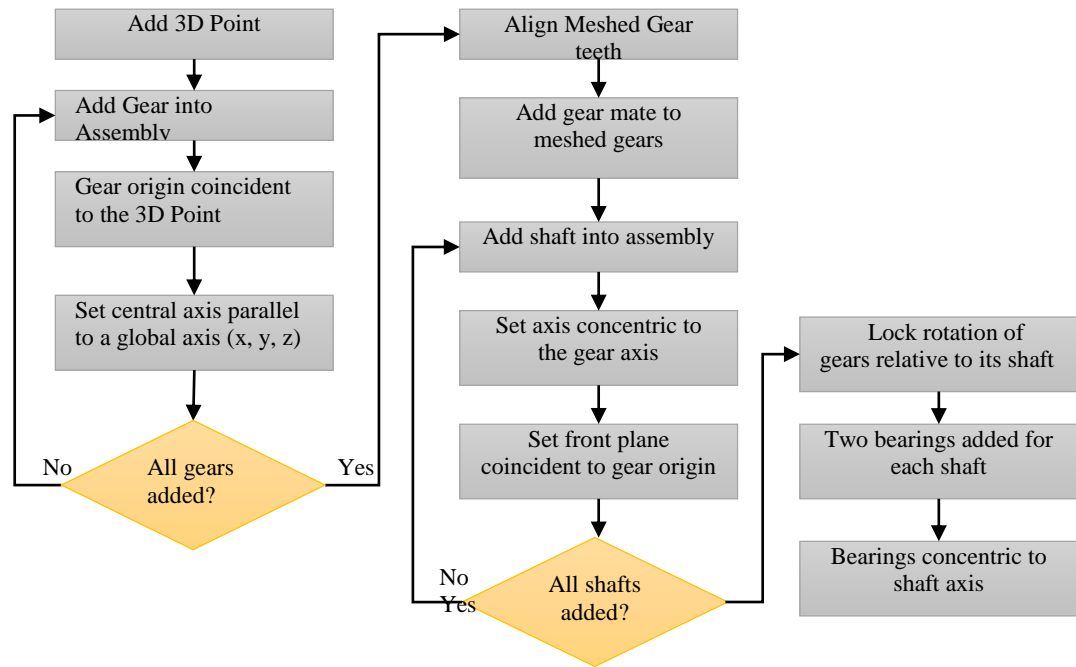 Add 3D Point
Add Gear into
Assembly
Gear origin coincident
to the 3D Point
Set central axis parallel
to a global axis (x, y, z)
No
All gears
added?
Yes
Align Meshed Gear
teeth
Add gear mate to
meshed gears
Add shaft into assembly
Set axis concentric to
the gear axis
Set front plane
coincident to gear origin
No
Yes
All shafts
added?
Lock rotation of
gears relative to its shaft
Two bearings added for
each shaft
Bearings concentric to
shaft axis